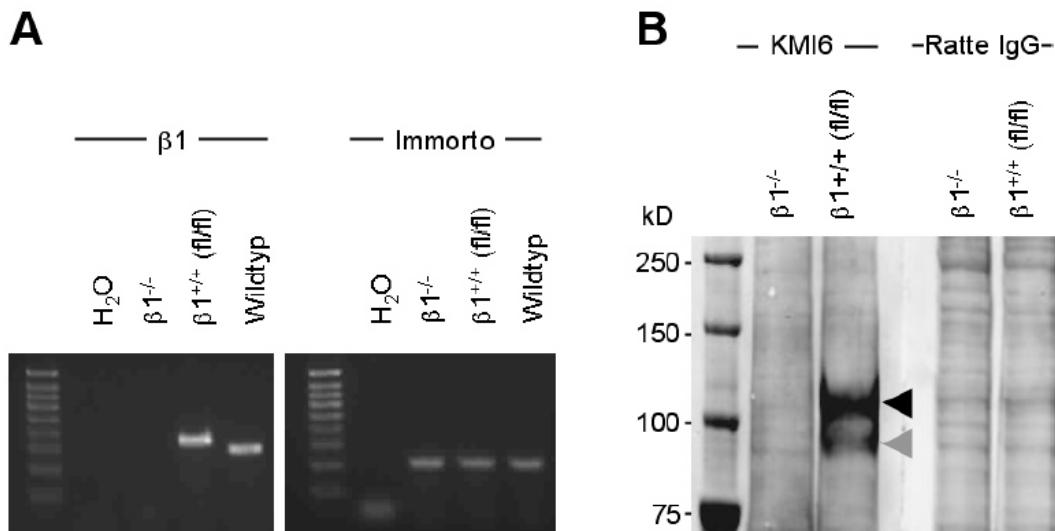 A
β1
Immorto
H₂O
β1⁻/⁻
β1⁺/⁺ (fl/fl)
Wildtyp
H₂O
β1⁻/⁻
β1⁺/⁺ (fl/fl)
Wildtyp
B
KMI6
Ratte IgG
β1⁻/⁻
β1+/+ (fl/fl)
β1⁻/⁻
β1⁺/⁺ (fl/fl)
kD
250
150
100
75